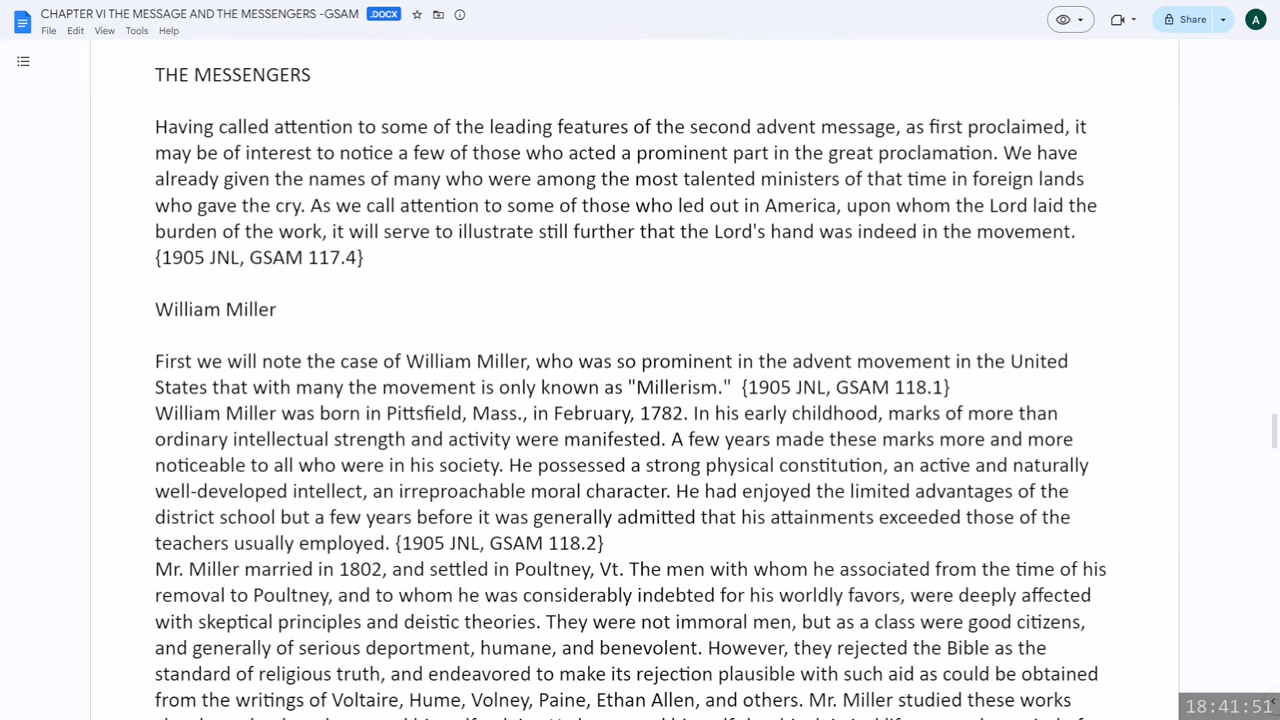 CHAPTER VI THE MESSAGE AND THE MESSENGERS -GSAM .DOCX
File Edit View Tools Help
Share
A
THE MESSENGERS
Having called attention to some of the leading features of the second advent message, as first proclaimed, it
may be of interest to notice a few of those who acted a prominent part in the great proclamation. We have
already given the names of many who were among the most talented ministers of that time in foreign lands
who gave the cry. As we call attention to some of those who led out in America, upon whom the Lord laid the
burden of the work, it will serve to illustrate still further that the Lord's hand was indeed in the movement.
{1905 JNL, GSAM 117.4}
William Miller
First we will note the case of William Miller, who was so prominent in the advent movement in the United
States that with many the movement is only known as "Millerism."  {1905 JNL, GSAM 118.1}
William Miller was born in Pittsfield, Mass., in February, 1782. In his early childhood, marks of more than
ordinary intellectual strength and activity were manifested. A few years made these marks more and more
noticeable to all who were in his society. He possessed a strong physical constitution, an active and naturally
well-developed intellect, an irreproachable moral character. He had enjoyed the limited advantages of the
district school but a few years before it was generally admitted that his attainments exceeded those of the
teachers usually employed. {1905 JNL, GSAM 118.2}
Mr. Miller married in 1802, and settled in Poultney, Vt. The men with whom he associated from the time of his
removal to Poultney, and to whom he was considerably indebted for his worldly favors, were deeply affected
with skeptical principles and deistic theories. They were not immoral men, but as a class were good citizens,
and generally of serious deportment, humane, and benevolent. However, they rejected the Bible as the
standard of religious truth, and endeavored to make its rejection plausible with such aid as could be obtained
from the writings of Voltaire, Hume, Volney, Paine, Ethan Allen, and others. Mr. Miller studied these works
18:41:51